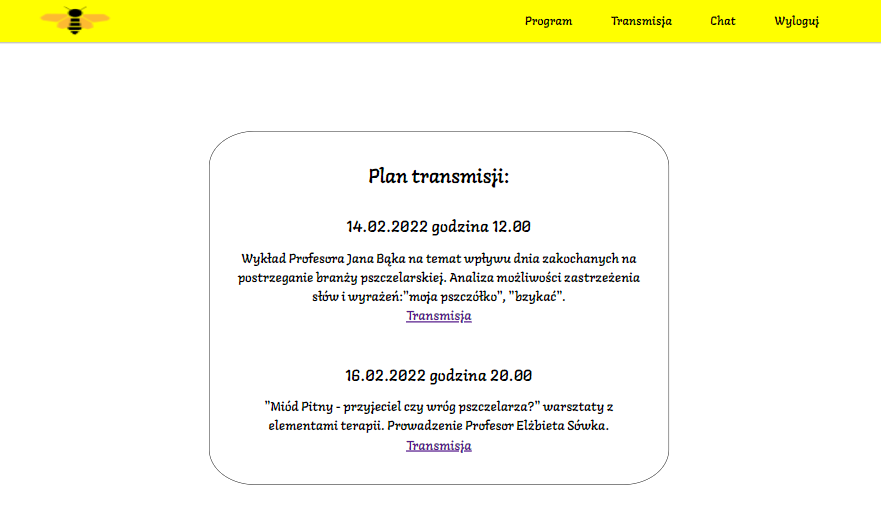 Program Transmisja Chat Wyloguj
Plan transmisji:
14.02.2022 godzina 12.00
Wykład Profesora Jana Bąka na temat wpływu dnia zakochanych na
postrzeganie branży pszczelarskiej. Analiza możliwości zastrzeżenia
słów i wyrażeń:"moja pszczółko", "bzykać".
Transmisja
16.02.2022 godzina 20.00
"Miód Pitny - przyjeciel czy wróg pszczelarza?" warsztaty z
elementami terapii. Prowadzenie Profesor Elżbieta Sówka.
Transmisja